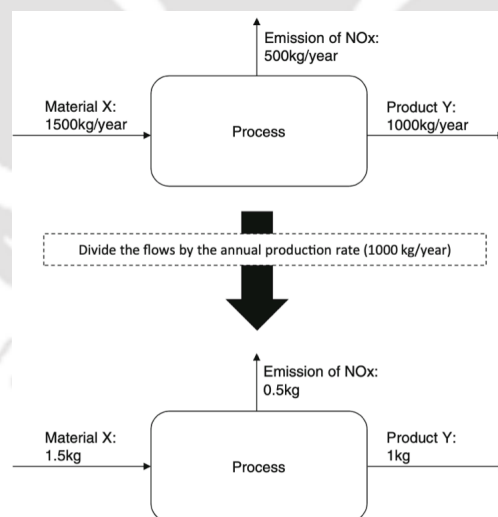 Emission of NOx:
500kg/year
Material X:
1500kg/year
Process
Product Y:
1000kg/year
Divide the flows by the annual production rate (1000 kg/year)
Emission of NOx:
0.5kg
Material X:
1.5kg
Process
Product Y:
1kg